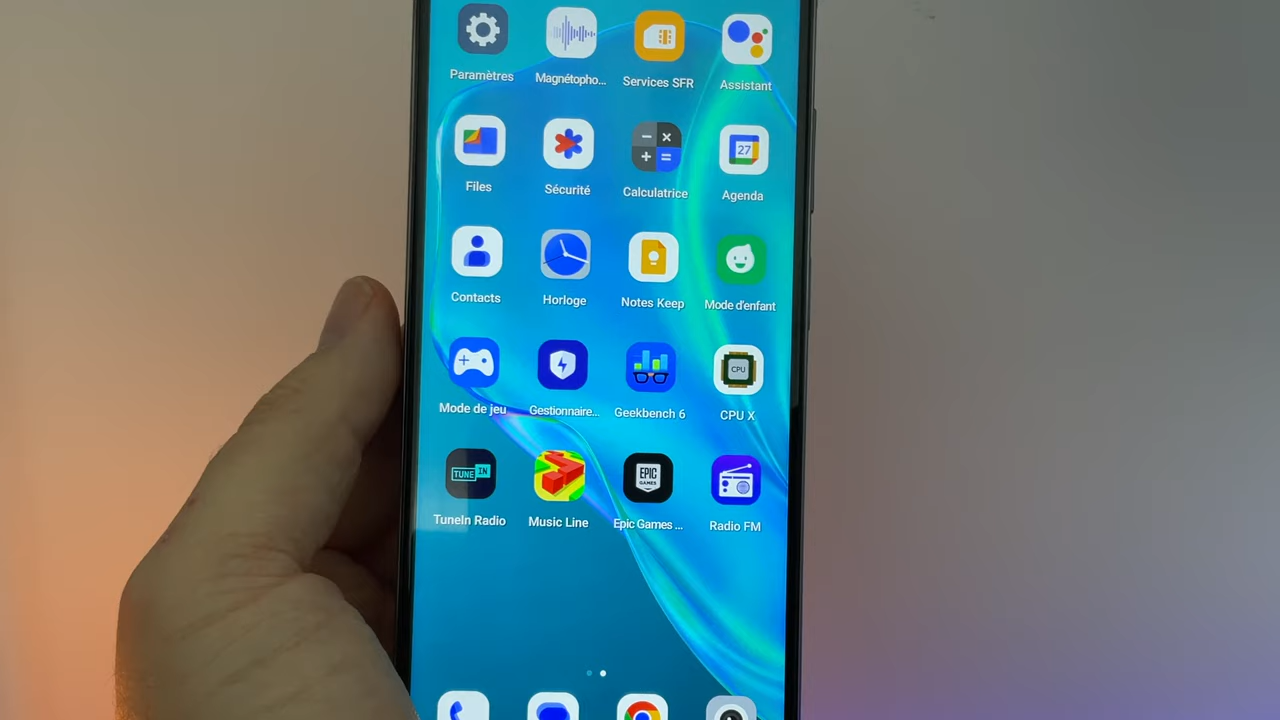 Paramètres
Magnétopho...
Services SFR
Assistant
Files
Sécurité
Calculatrice
27
Agenda
Contacts
Horloge
Notes Keep
Mode d'enfant
Mode de jeu
Gestionnaire...
Geekbench 6
CPU
CPU X
TUNE IN
TuneIn Radio
Music Line
EPIC
GAMES
Epic Games ...
Radio FM